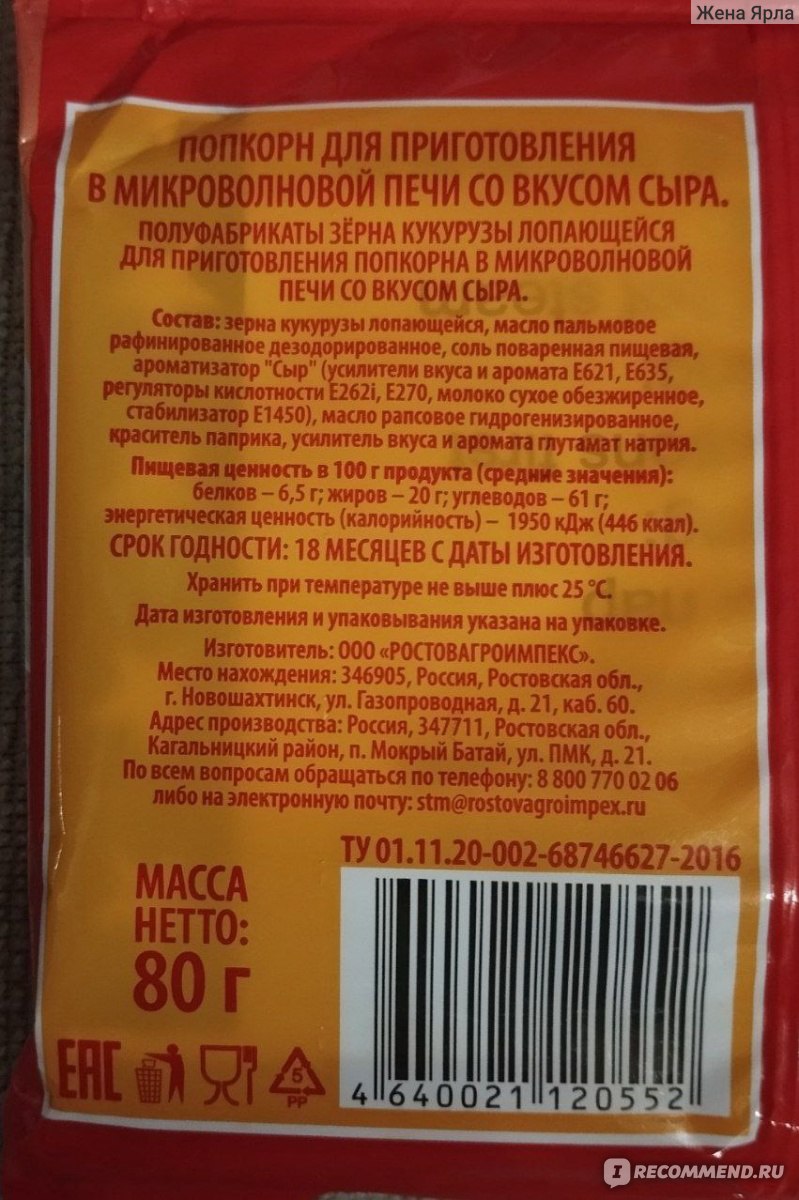 Жена Ярла
ПОПКОРН ДЛЯ ПРИГОТОВЛЕНИЯ
В МИКРОВОЛНОВОЙ ПЕЧИ СО ВКУСОМ СЫРА.
ПОЛУФАБРИКАТЫ ЗЁРНА КУКУРУЗЫ ЛОПАЮЩЕЙСЯ
ДЛЯ ПРИГОТОВЛЕНИЯ ПОПКОРНА В МИКРОВОЛНОВОЙ
ПЕЧИ СО ВКУСОМ СЫРА.
Состав: зерна кукурузы лопающейся, масло пальмовое
рафинированное дезодорированное, соль поваренная пищевая,
ароматизатор "Сыр" (усилители вкуса и аромата Е621, Е635,
регуляторы кислотности Е262i, Е270, молоко сухое обезжиренное,
стабилизатор Е1450), масло рапсовое гидрогенизированное,
краситель паприка, усилитель вкуса и аромата глутамат натрия.
Пищевая ценность в 100 г продукта (средние значения):
белков – 6,5 г; жиров – 20 г; углеводов – 61 г;
энергетическая ценность (калорийность) – 1950 кДж (446 ккал).
СРОК ГОДНОСТИ: 18 МЕСЯЦЕВ С ДАТЫ ИЗГОТОВЛЕНИЯ.
Хранить при температуре не выше плюс 25 °С.
Дата изготовления и упаковывания указана на упаковке.
Изготовитель: ООО «РОСТОВАГРОИМПЕКС».
Место нахождения: 346905, Россия, Ростовская обл.,
г. Новошахтинск, ул. Газопроводная, д. 21, каб. 60.
Адрес производства: Россия, 347711, Ростовская обл.,
Кагальницкий район, п. Мокрый Батай, ул. ПМК, д. 21.
По всем вопросам обращаться по телефону: 8 800 770 02 06
либо на электронную почту: stm@rostovagroimpex.ru
ТУ 01.11.20-002-68746627-2016
МАССА
НЕТТО:
80 г
EAC
5
PP
4 640021 120552
IRECOMMEND.RU